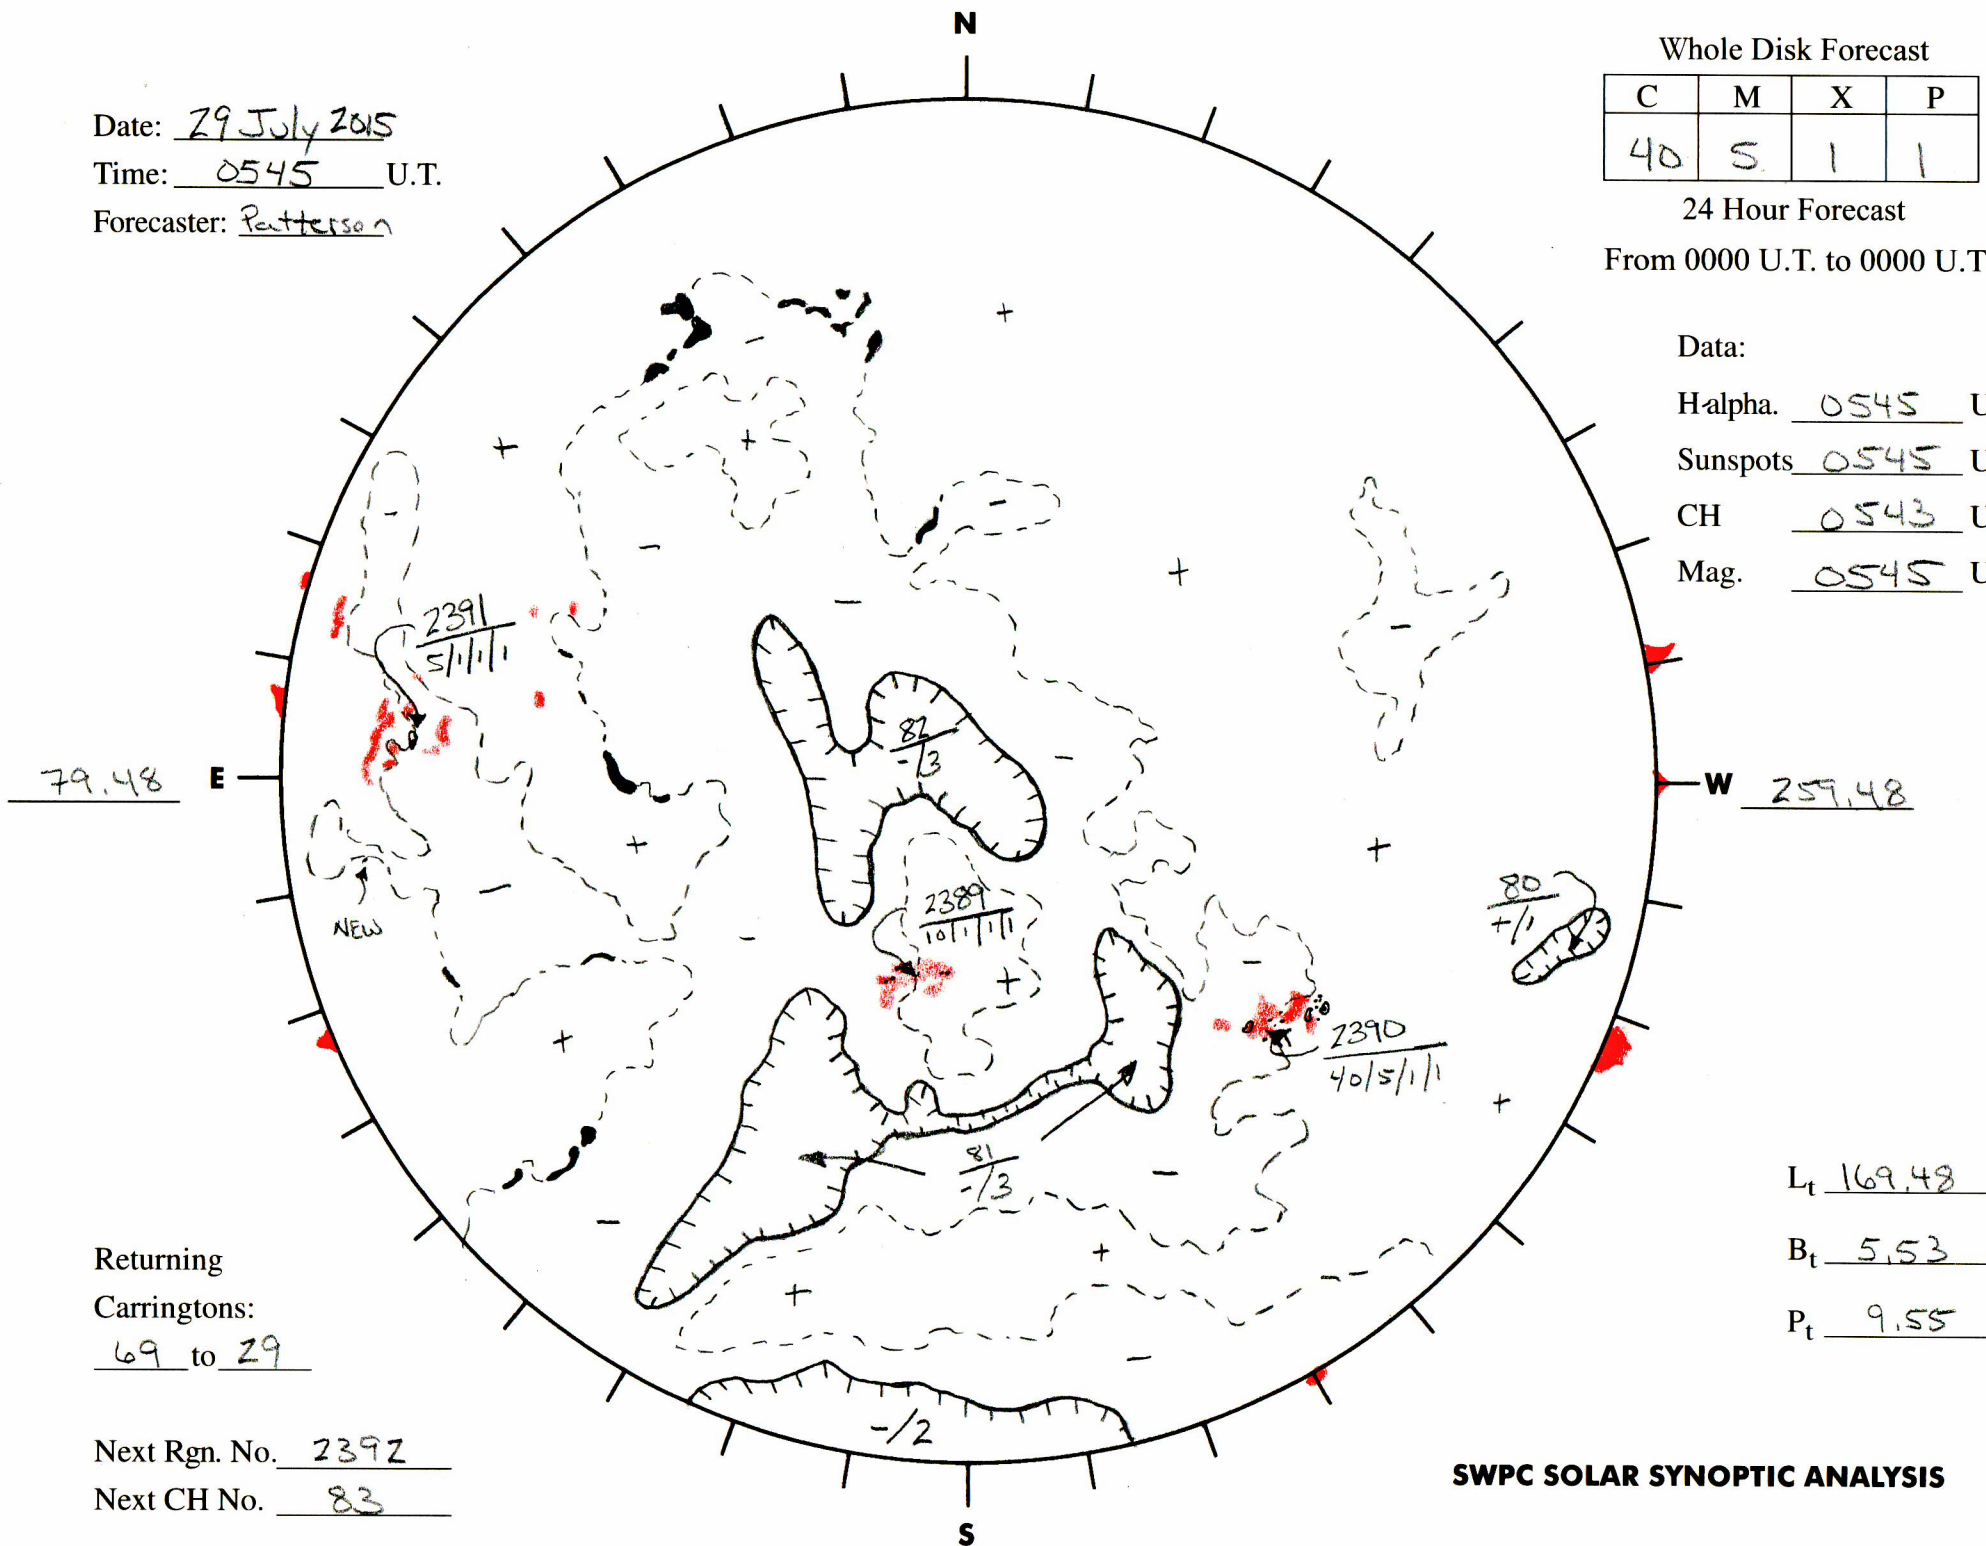 N
Whole Disk Forecast
C M X P
40 5 1 1
24 Hour Forecast
From 0000 U.T. to 0000 U.T
Date: 29 July 2015
Time: 0545 U.T.
Forecaster: Patterson
Data:
H-alpha. 0545 U
Sunspots 0545 U
CH 0543 U
Mag. 0545 U
2391
5/1/1/1
82
-/3
79.48 E
W 259.48
80
+/1
2389
10/1/1/1
NEW
2390
40/5/1/1
81
-/3
Lt 169.48
Bt 5.53
Pt 9.55
Returning
Carringtons:
69 to 29
-/2
Next Rgn. No. 2392
Next CH No. 83
SWPC SOLAR SYNOPTIC ANALYSIS
S